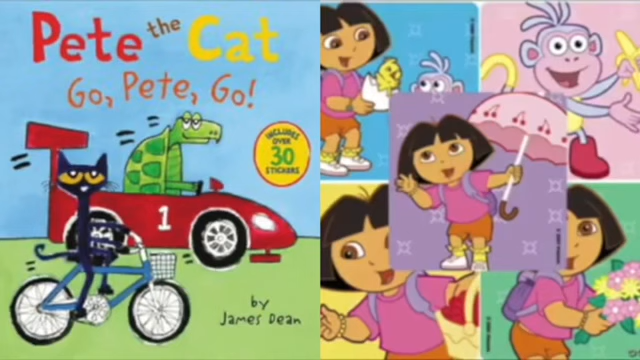 Pete the Cat
Go, Pete, Go!
INCLUDES
OVER
30
STICKERS
1
by
James Dean